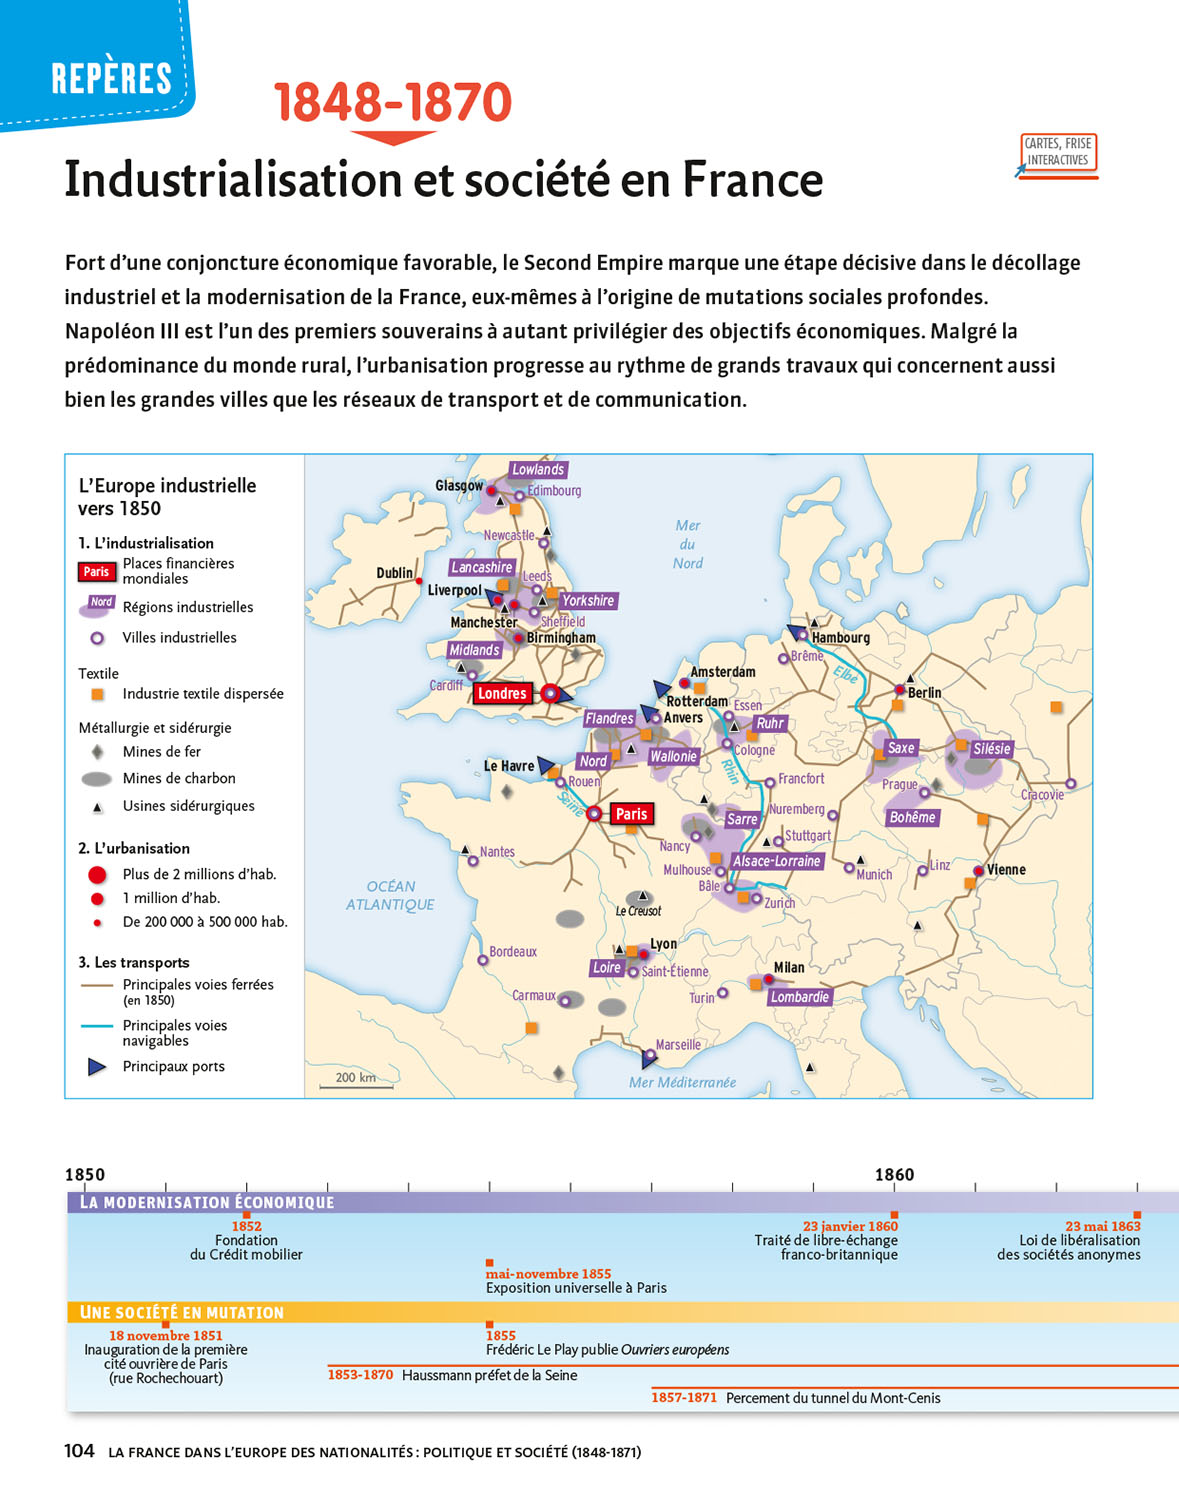 REPÈRES
1848-1870
Industrialisation et société en France
CARTES, FRISE
INTERACTIVES
Fort d'une conjoncture économique favorable, le Second Empire marque une étape décisive dans le décollage
industriel et la modernisation de la France, eux-mêmes à l'origine de mutations sociales profondes.
Napoléon III est l'un des premiers souverains à autant privilégier des objectifs économiques. Malgré la
prédominance du monde rural, l'urbanisation progresse au rythme de grands travaux qui concernent aussi
bien les grandes villes que les réseaux de transport et de communication.
L'Europe industrielle
vers 1850
1. L'industrialisation
Paris
Places financières
mondiales
Nord
Régions industrielles
Villes industrielles
Textile
Industrie textile dispersée
Métallurgie et sidérurgie
Mines de fer
Mines de charbon
Usines sidérurgiques
2. L'urbanisation
Plus de 2 millions d'hab.
1 million d'hab.
De 200 000 à 500 000 hab.
3. Les transports
Principales voies ferrées
(en 1850)
Principales voies
navigables
Principaux ports
Lowlands
Glasgow
Edimbourg
Newcastle
Mer
du
Nord
Lancashire
Dublin
Leeds
Liverpool
Yorkshire
Manchester
Sheffield
Birmingham
Midlands
Cardiff
Londres
Hambourg
Brême
Elbe
Amsterdam
Berlin
Rotterdam
Essen
Flandres
Anvers
Ruhr
Nord
Wallonie
Cologne
Saxe
Silésie
Le Havre
Rouen
Rhin
Francfort
Prague
Cracovie
Seine
Paris
Sarre
Nuremberg
Bohême
Nancy
Stuttgart
Nantes
Mulhouse
Alsace-Lorraine
Munich
Linz
Vienne
Bâle
Zurich
OCÉAN
ATLANTIQUE
Le Creusot
Lyon
Bordeaux
Loire
Saint-Étienne
Milan
Carmaux
Turin
Lombardie
Marseille
200 km
Mer Méditerranée
1850
1860
LA MODERNISATION ÉCONOMIQUE
1852
Fondation
du Crédit mobilier
23 janvier 1860
Traité de libre-échange
franco-britannique
23 mai 1863
Loi de libéralisation
des sociétés anonymes
mai-novembre 1855
Exposition universelle à Paris
UNE SOCIÉTÉ EN MUTATION
18 novembre 1851
Inauguration de la première
cité ouvrière de Paris
(rue Rochechouart)
1855
Frédéric Le Play publie Ouvriers européens
1853-1870 Haussmann préfet de la Seine
1857-1871 Percement du tunnel du Mont-Cenis
104 LA FRANCE DANS L'EUROPE DES NATIONALITÉS : POLITIQUE ET SOCIÉTÉ (1848-1871)